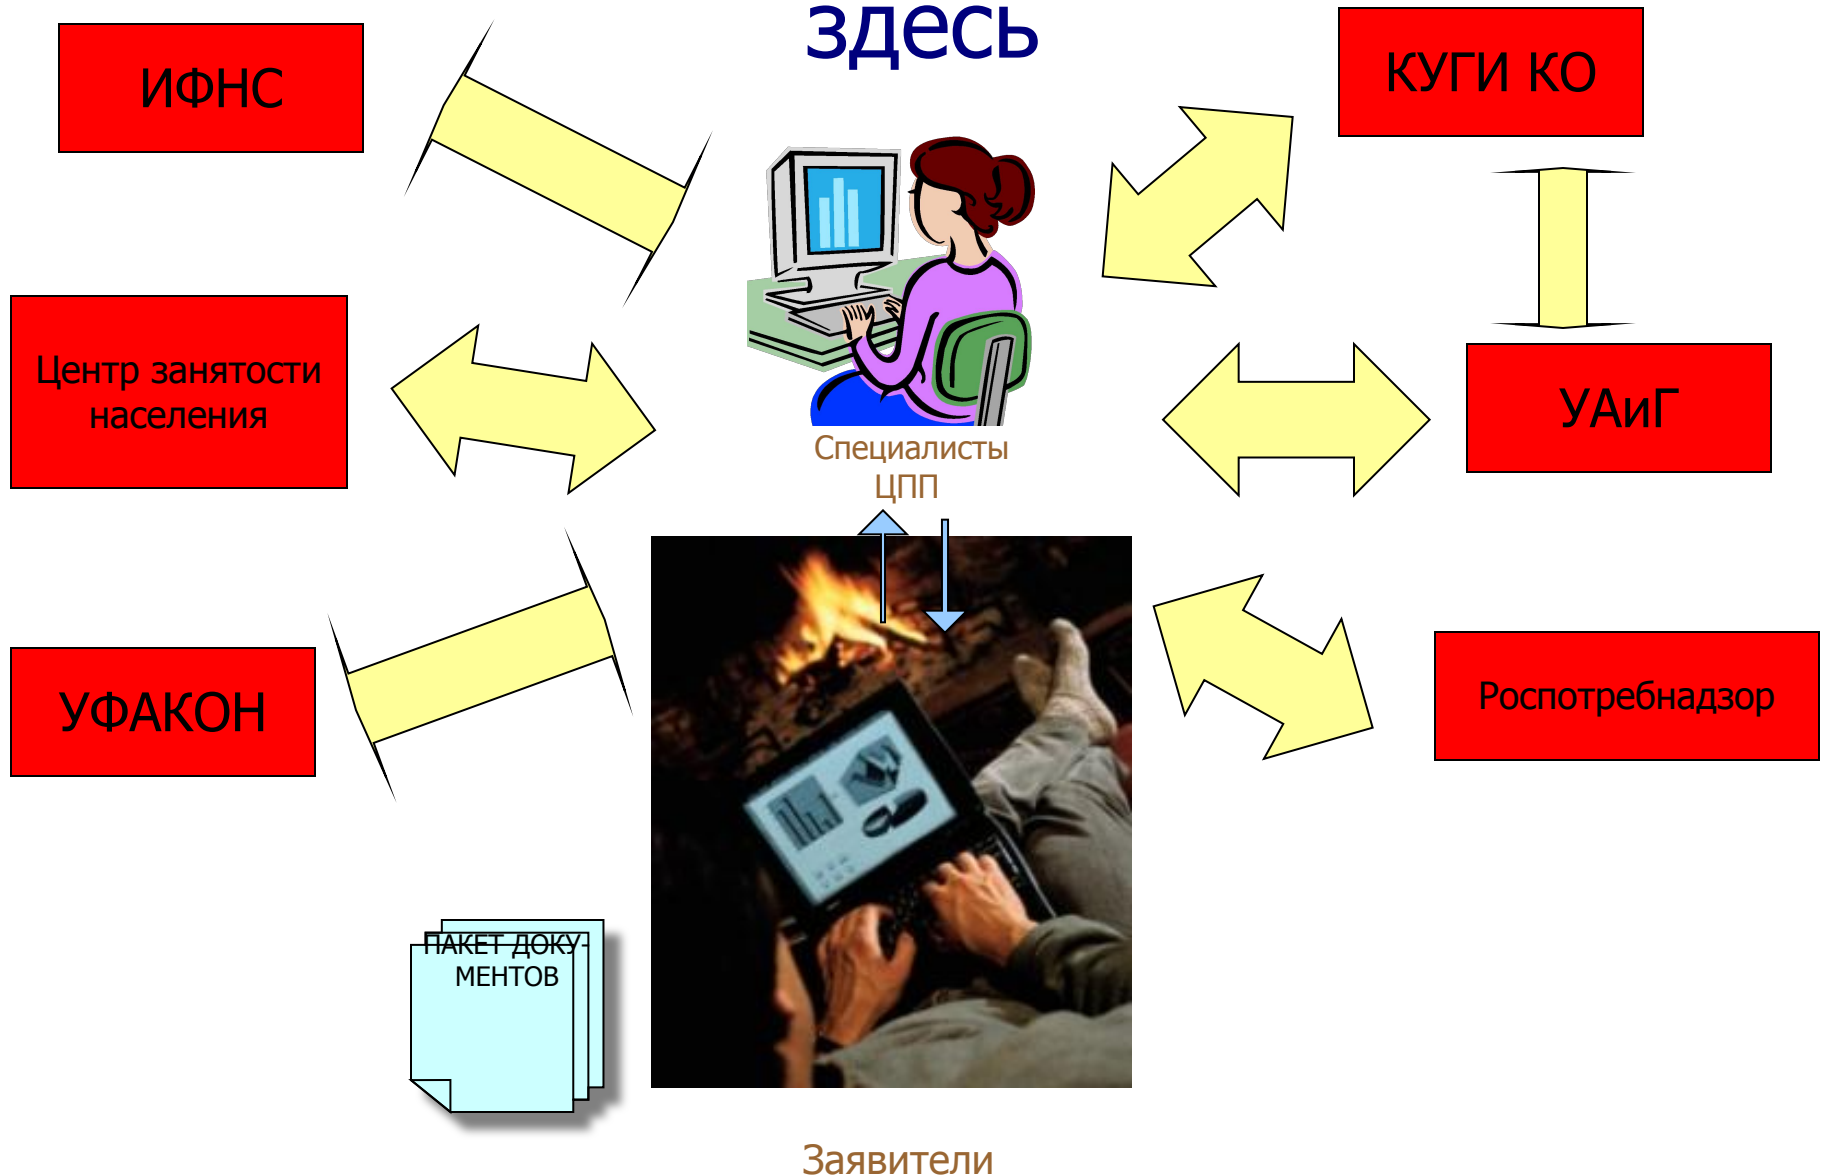 здесь
ИФНС
КУГИ КО
Центр занятости
населения
Специалисты
ЦПП
УАиГ
УФАКОН
Роспотребнадзор
ПАКЕТ ДОКУ-
МЕНТОВ
Заявители